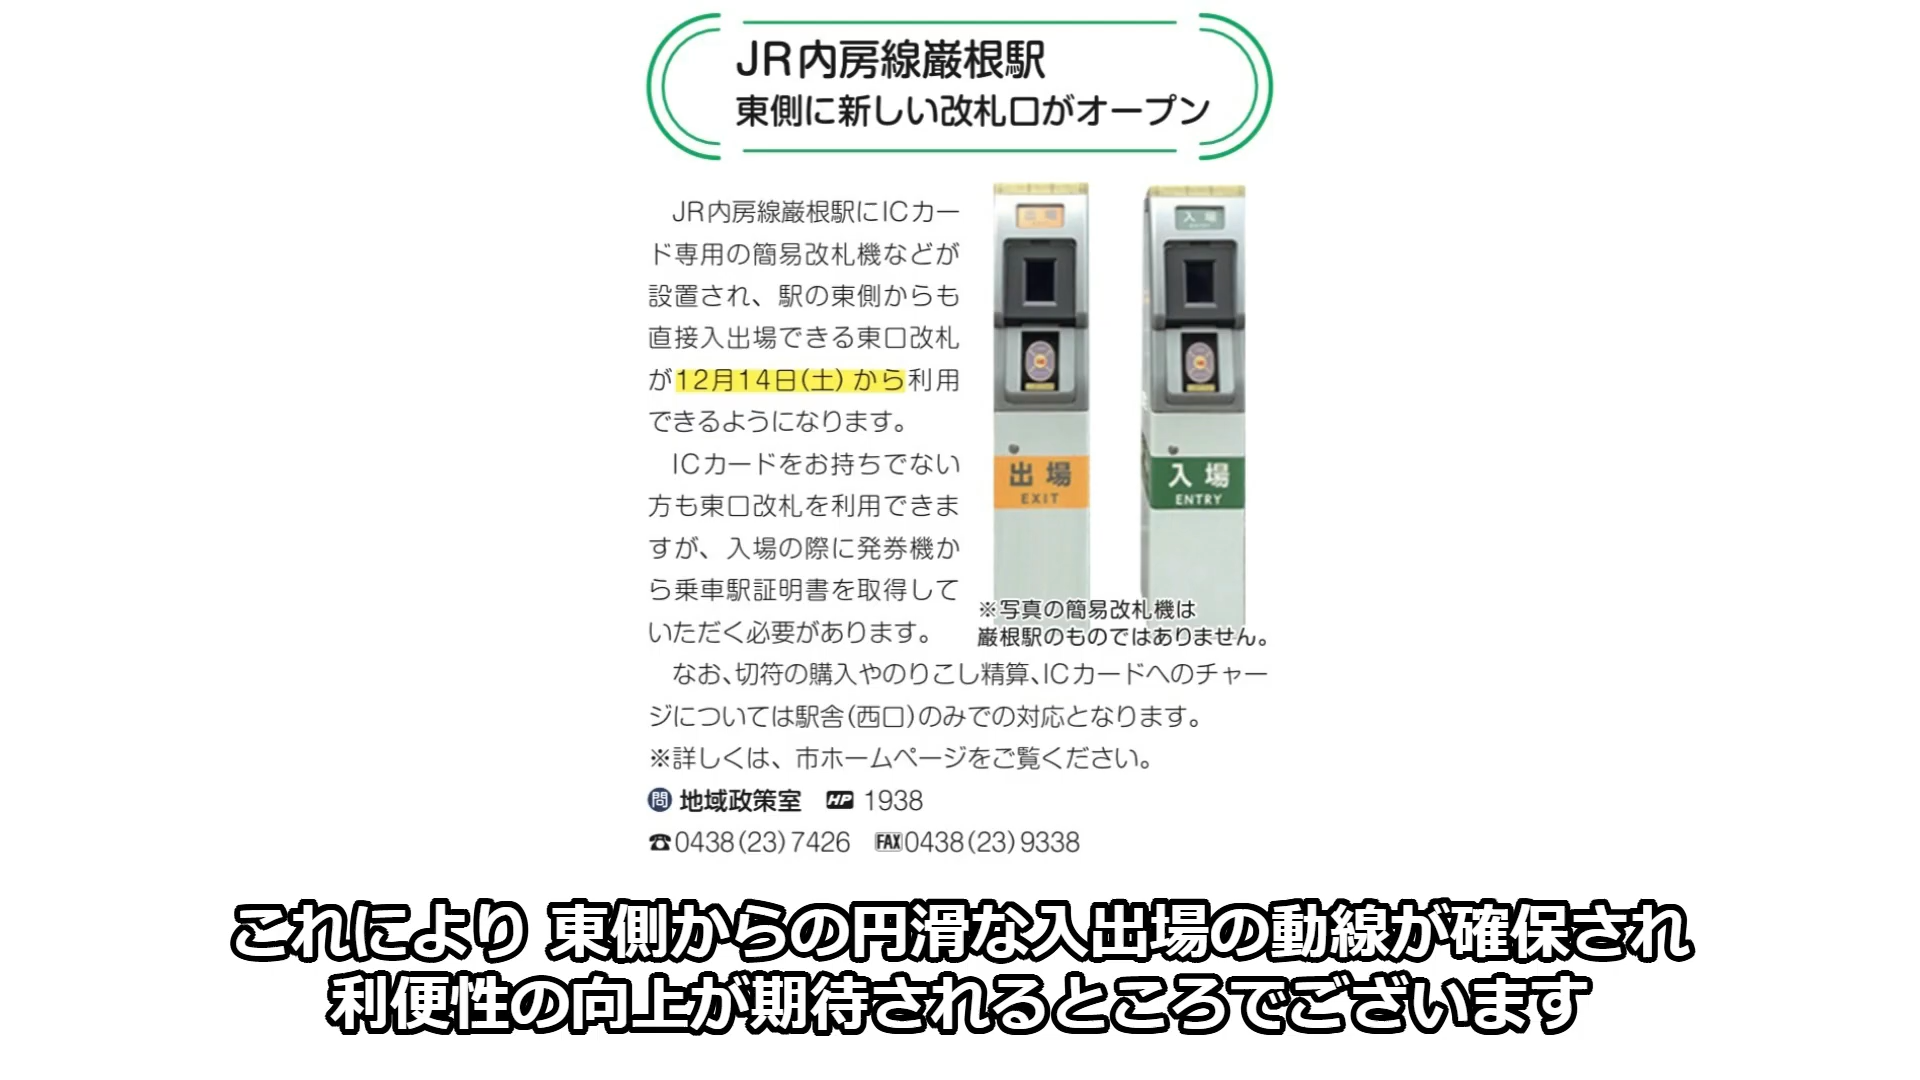 JR内房線巌根駅
東側に新しい改札口がオープン
JR内房線巌根駅にICカー
ド専用の簡易改札機などが
設置され、駅の東側からも
直接入出場できる東口改札
が12月14日(土)から利用
できるようになります。
ICカードをお持ちでない
方も東口改札を利用できま
すが、入場の際に発券機か
ら乗車駅証明書を取得して
いただく必要があります。
出場
入場
出場
EXIT
入場
ENTRY
※写真の簡易改札機は
巌根駅のものではありません。
なお、切符の購入やのりこし精算、ICカードへのチャー
ジについては駅舎(西口)のみでの対応となります。
※詳しくは、市ホームページをご覧ください。
問 地域政策室 HP 1938
☎0438(23)7426 FAX0438(23)9338
これにより 東側からの円滑な入出場の動線が確保され
利便性の向上が期待されるところでございます